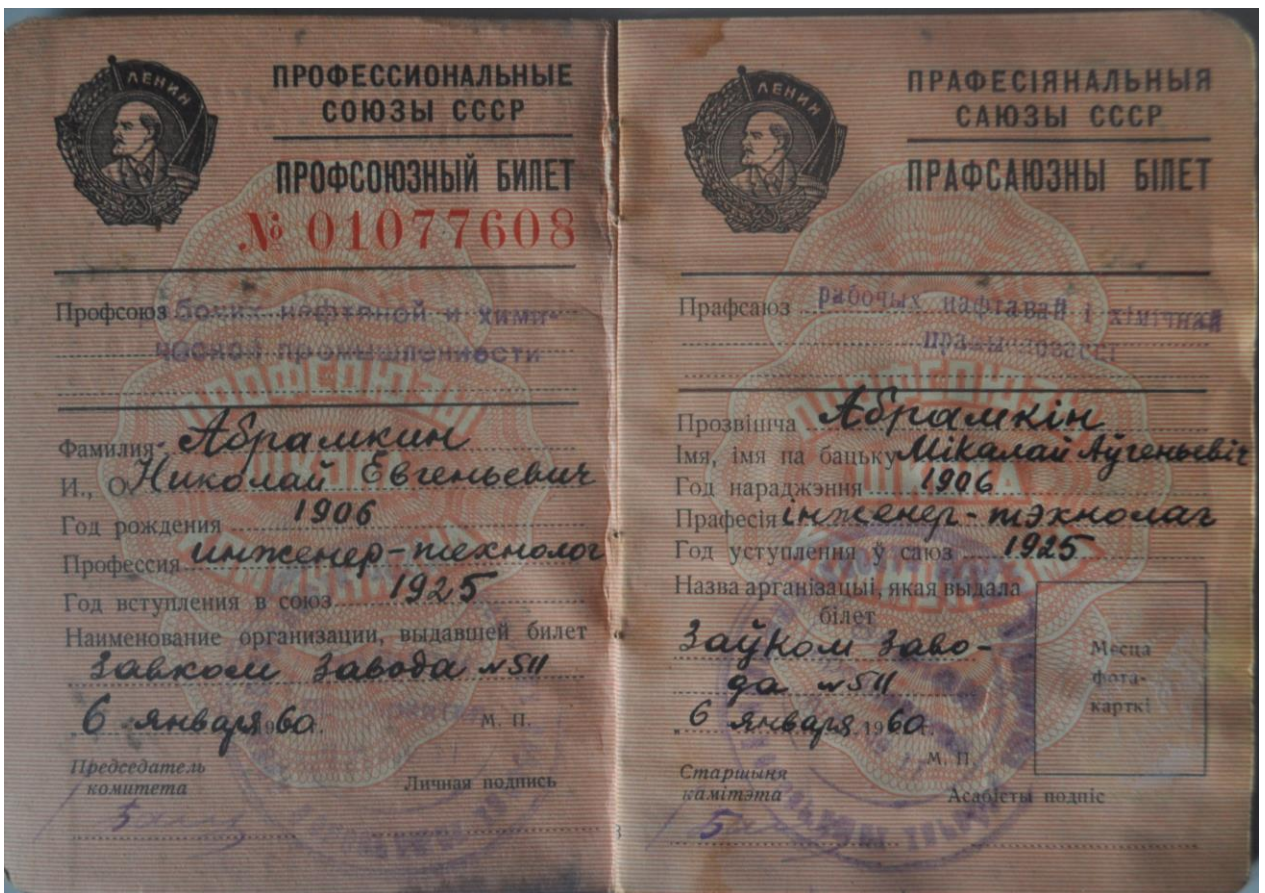 ЛЕНИН
ПРОФЕССИОНАЛЬНЫЕ
СОЮЗЫ СССР
ПРОФСОЮЗНЫЙ БИЛЕТ
№ 01077608
Профсоюз бочих нефтяной и хими-
ческой промышленности
Фамилия Абрамкин
И., О. Николай Евгеньевич
Год рождения 1906
Профессия инженер-технолог
Год вступления в союз 1925
Наименование организации, выдавшей билет
Завком завода №511
6 января 1960 г.
М. П.
Председатель
комитета
Личная подпись
ЛЕНИН
ПРАФЕСІЯНАЛЬНЫЯ
САЮЗЫ СССР
ПРАФСАЮЗНЫ БІЛЕТ
Прафсаюз рабочых нафтавай і хімічнай
Прозвішча Абрамкін
Імя, імя па бацьку Мікалай Аўгеньевіч
Год нараджэння 1906
Прафесія інженер-тэхнолаг
Год уступлення ў саюз 1925
Назва арганізацыі, якая выдала
білет
Заўком заво-
да №511
6 января 1960 г.
М. П.
Месца
фота-
карткі
Старшыня
камітэта
Асабісты подпіс
3